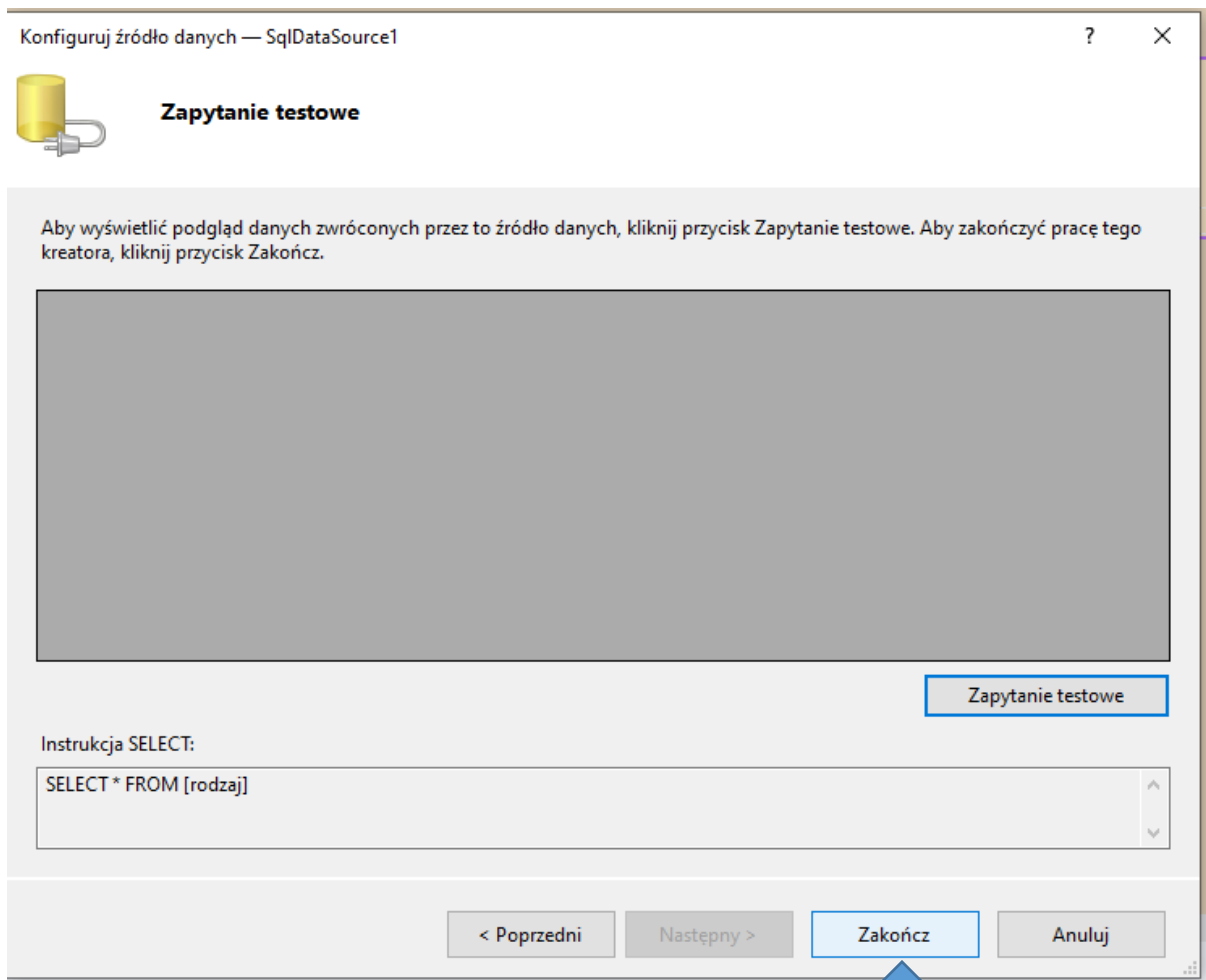 Konfiguruj źródło danych — SqlDataSource1 ?
Zapytanie testowe
Aby wyświetlić podgląd danych zwróconych przez to źródło danych, kliknij przycisk Zapytanie testowe. Aby zakończyć pracę tego
kreatora, kliknij przycisk Zakończ.
Zapytanie testowe
Instrukcja SELECT:
SELECT * FROM [rodzaj]
< Poprzedni Następny > Zakończ Anuluj